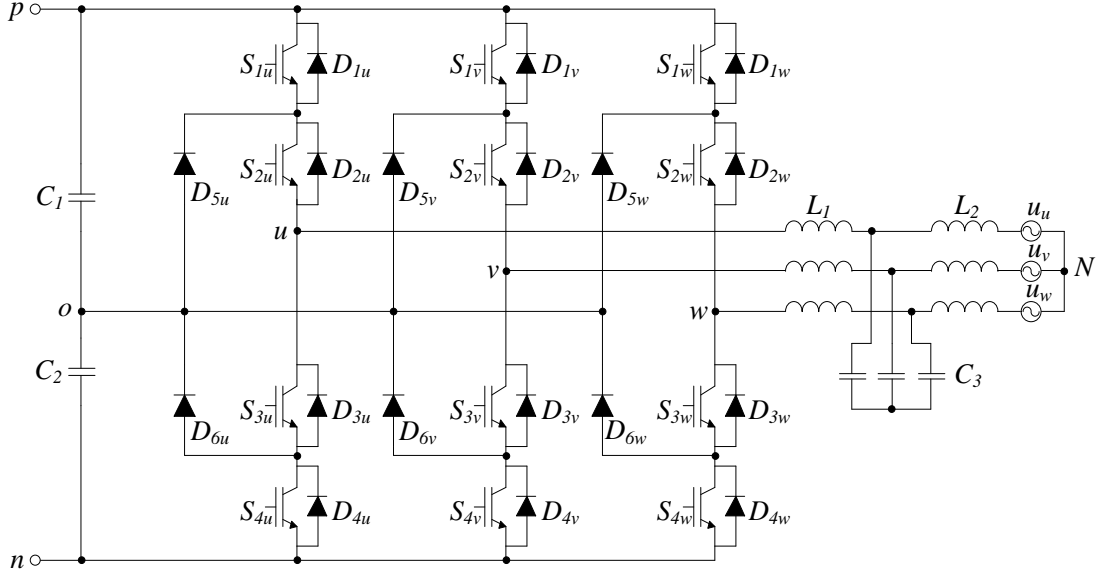 p
S1u D1u S1v D1v S1w D1w
S2u D2u S2v D2v S2w D2w
C1 D5u D5v D5w
L1 L2 uu
u
uv
v N
uw
o w
C2 C3
S3u D3u S3v D3v S3w D3w
D6u D6v D6w
S4u D4u S4v D4v S4w D4w
n